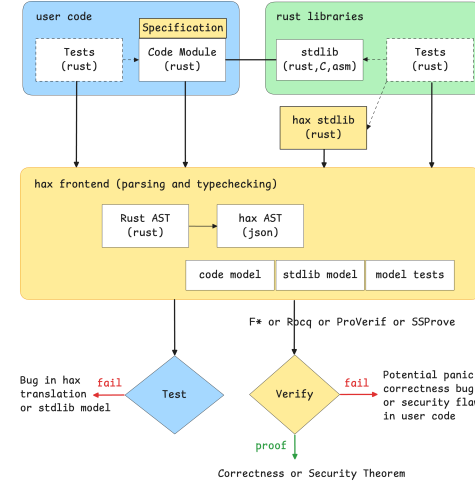 user code
rust libraries
Specification
Tests
(rust)
Code Module
(rust)
stdlib
(rust,C,asm)
Tests
(rust)
hax stdlib
(rust)
hax frontend (parsing and typechecking)
Rust AST
(rust)
hax AST
(json)
code model
stdlib model
model tests
F* or Rocq or ProVerif or SSProve
Bug in hax
translation
or stdlib model
fail
Test
Verify
fail
Potential panic
correctness bug
or security flaw
in user code
proof
Correctness or Security Theorem